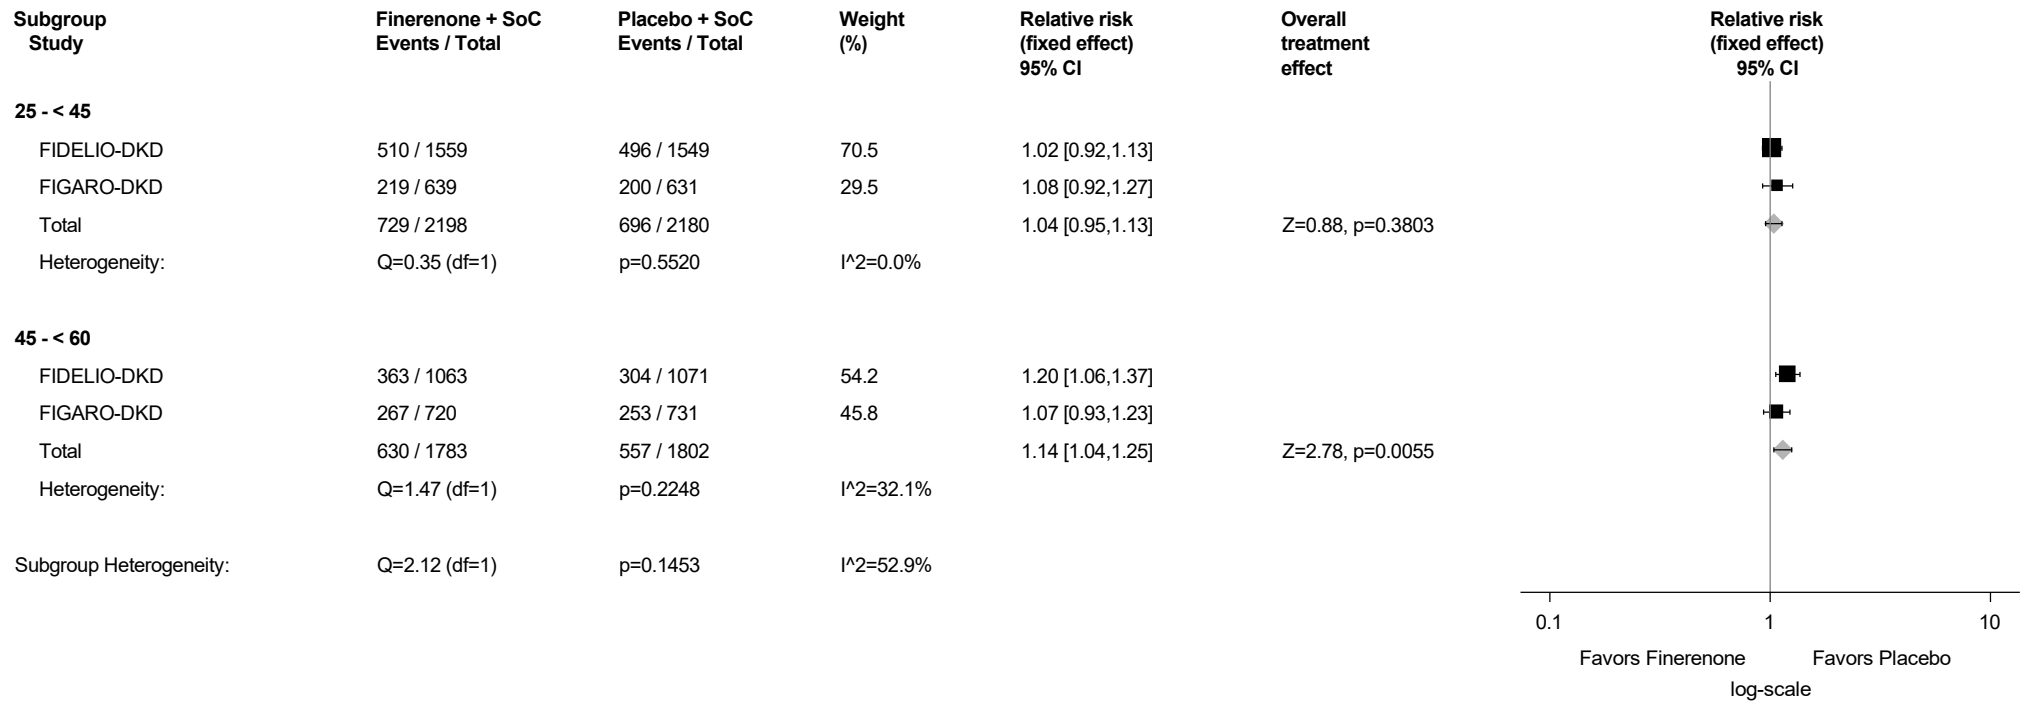 Subgroup Finerenone + SoC Placebo + SoC Weight Relative risk Overall Relative risk
Study Events / Total Events / Total (%) (fixed effect) treatment (fixed effect)
95% CI effect 95% CI
25 - < 45
FIDELIO-DKD 510 / 1559 496 / 1549 70.5 1.02 [0.92,1.13]
FIGARO-DKD 219 / 639 200 / 631 29.5 1.08 [0.92,1.27]
Total 729 / 2198 696 / 2180 1.04 [0.95,1.13] Z=0.88, p=0.3803
Heterogeneity: Q=0.35 (df=1) p=0.5520 I^2=0.0%
45 - < 60
FIDELIO-DKD 363 / 1063 304 / 1071 54.2 1.20 [1.06,1.37]
FIGARO-DKD 267 / 720 253 / 731 45.8 1.07 [0.93,1.23]
Total 630 / 1783 557 / 1802 1.14 [1.04,1.25] Z=2.78, p=0.0055
Heterogeneity: Q=1.47 (df=1) p=0.2248 I^2=32.1%
Subgroup Heterogeneity: Q=2.12 (df=1) p=0.1453 I^2=52.9%
0.1 1 10
Favors Finerenone Favors Placebo
log-scale